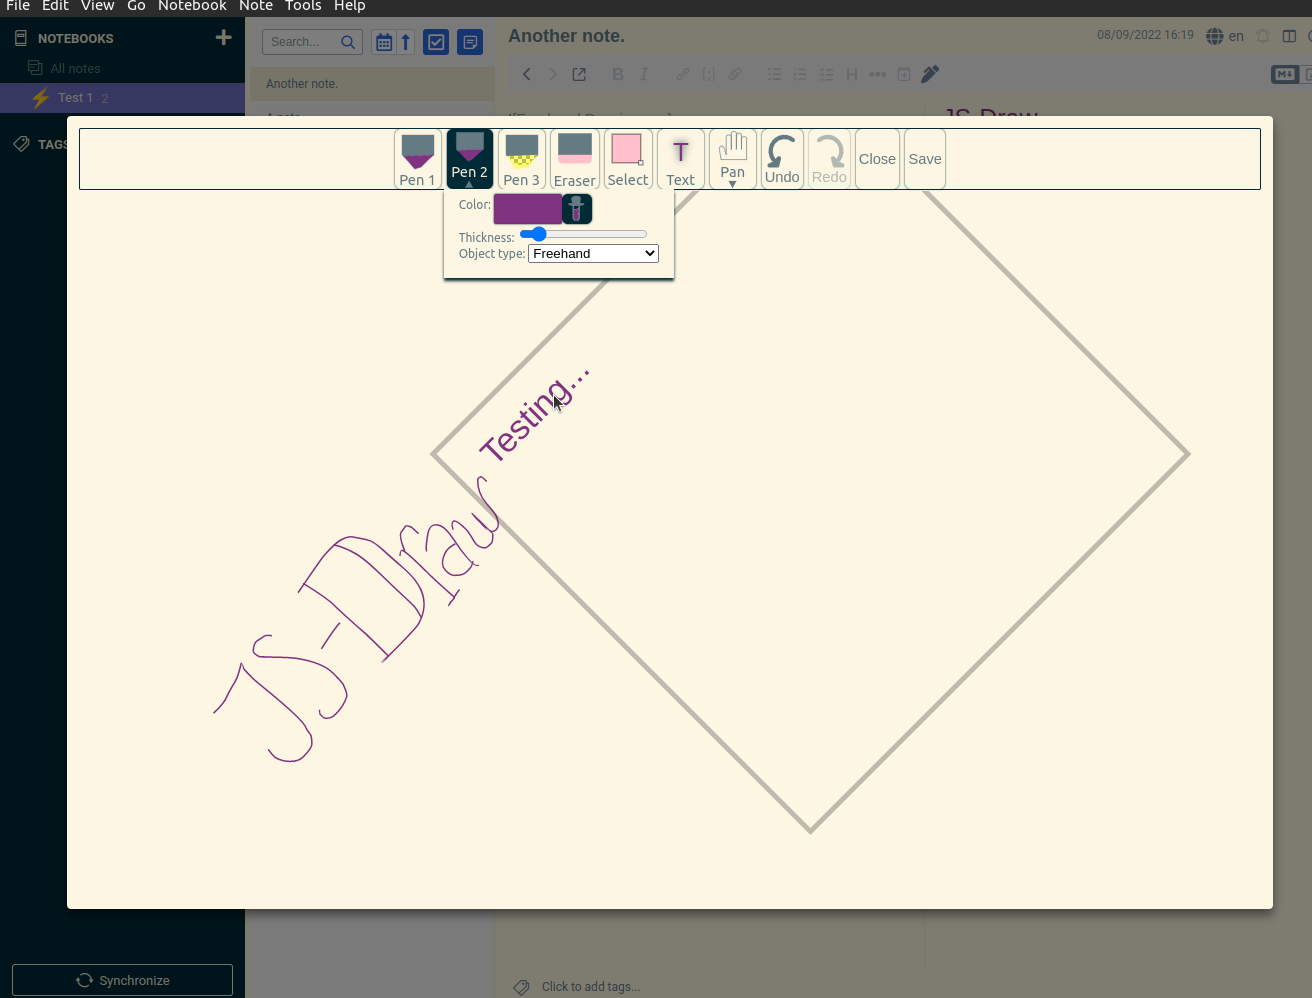 File Edit View Go Notebook Note Tools Help
NOTEBOOKS
All notes
Test 1 2
TAGS
Synchronize
Search...
Another note.
Another note.
08/09/2022 16:19
en
B I
H
M
JS-Draw
Pen 1
Pen 2
Pen 3
Eraser
Select
T
Text
Pan
Undo
Redo
Close
Save
Color:
Thickness:
Object type: Freehand
Testing...
JS-Draw
Click to add tags...